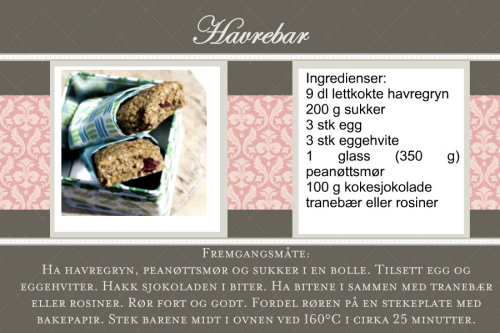 Havrebar
Ingredienser:
9 dl lettkokte havregryn
200 g sukker
3 stk egg
3 stk eggehvite
1 glass (350 g)
peanøttsmør
100 g kokesjokolade
tranebær eller rosiner
Fremgangsmåte:
Ha havregryn, peanøttsmør og sukker i en bolle. Tilsett egg og
eggehviter. Hakk sjokoladen i biter. Ha bitene i sammen med tranebær
eller rosiner. Rør fort og godt. Fordel røren på en stekeplate med
bakepapir. Stek barene midt i ovnen ved 160°C i cirka 25 minutter.